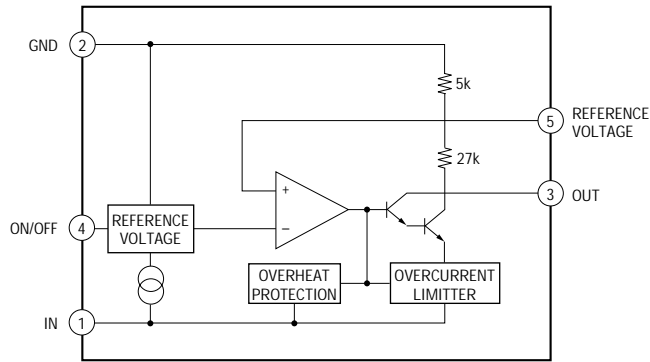 GND
2
5k
5
REFERENCE
VOLTAGE
27k
3
OUT
+
−
ON/OFF
4
REFERENCE
VOLTAGE
OVERHEAT
PROTECTION
OVERCURRENT
LIMITTER
IN
1